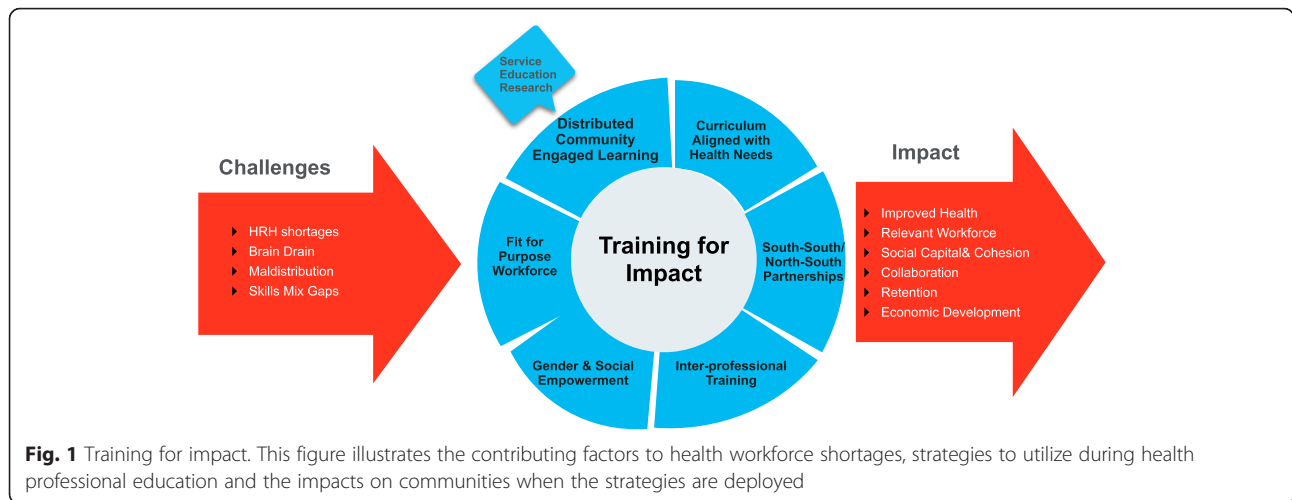 Service
Education
Research
Challenges
HRH shortages
Brain Drain
Maldistribution
Skills Mix Gaps
Distributed
Community
Engaged Learning
Curriculum
Aligned with
Health Needs
Fit for
Purpose
Workforce
Training for
Impact
South-South/
North-South
Partnerships
Gender & Social
Empowerment
Inter-professional
Training
Impact
Improved Health
Relevant Workforce
Social Capital& Cohesion
Collaboration
Retention
Economic Development
Fig. 1 Training for impact. This figure illustrates the contributing factors to health workforce shortages, strategies to utilize during health
professional education and the impacts on communities when the strategies are deployed